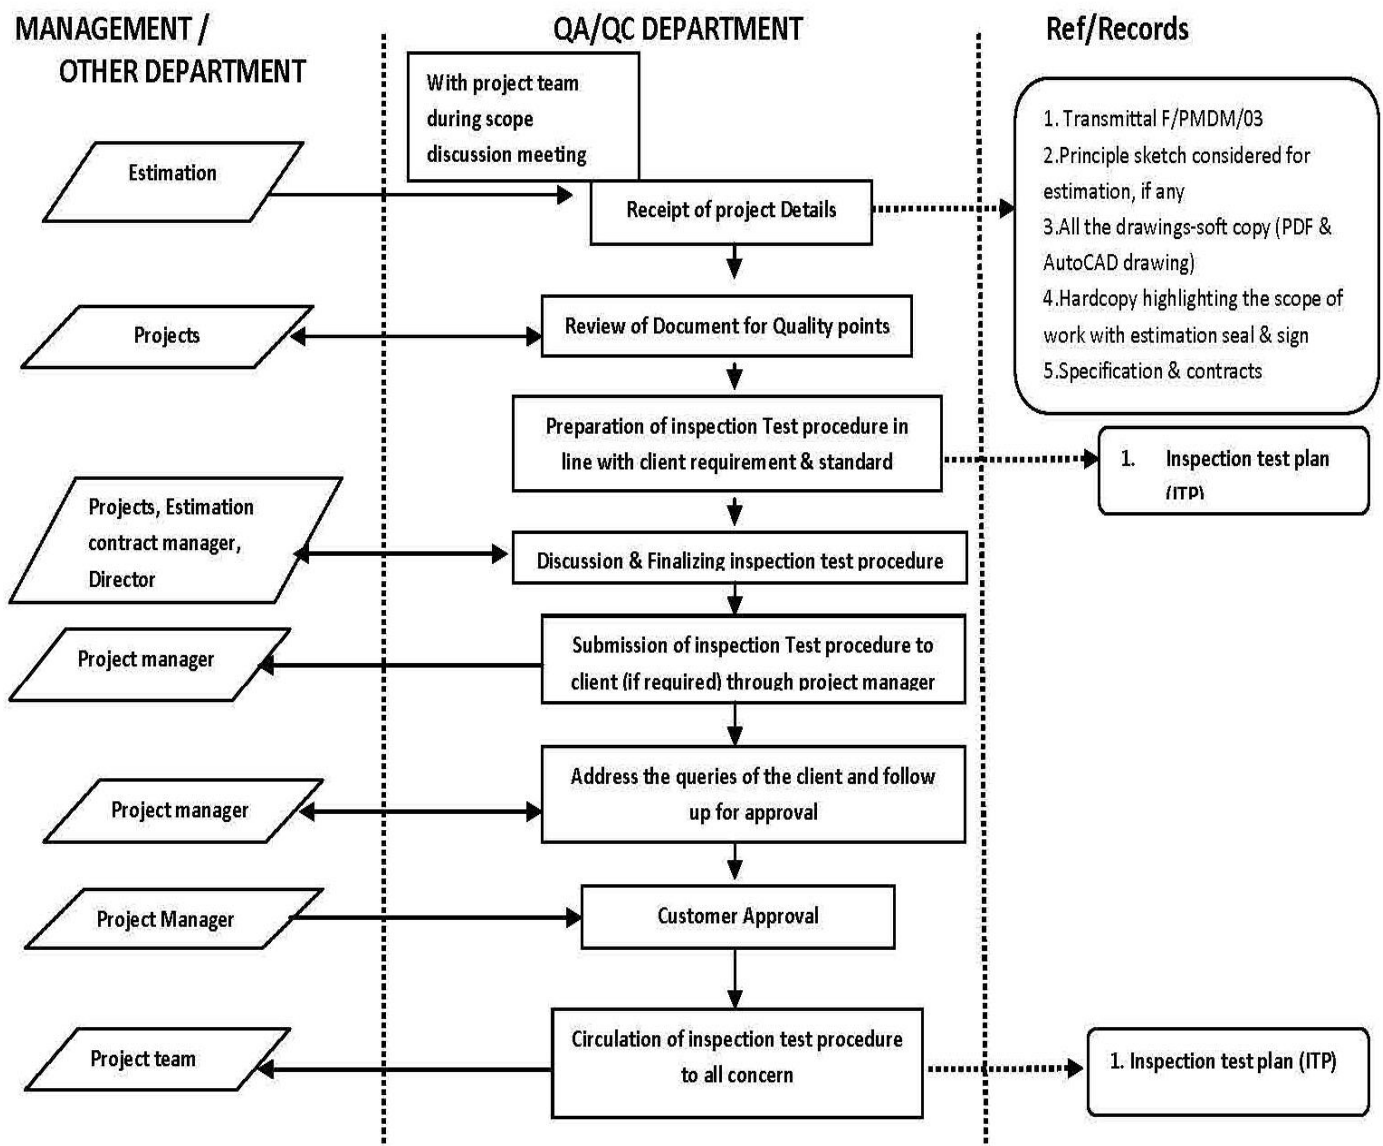 MANAGEMENT /
OTHER DEPARTMENT
QA/QC DEPARTMENT
Ref/Records
With project team
during scope
discussion meeting
Estimation
Receipt of project Details
1. Transmittal F/PMDM/03
2.Principle sketch considered for
estimation, if any
3.All the drawings-soft copy (PDF &
AutoCAD drawing)
4.Hardcopy highlighting the scope of
work with estimation seal & sign
5.Specification & contracts
Projects
Review of Document for Quality points
Preparation of inspection Test procedure in
line with client requirement & standard
1. Inspection test plan
(ITP)
Projects, Estimation
contract manager,
Director
Discussion & Finalizing inspection test procedure
Project manager
Submission of inspection Test procedure to
client (if required) through project manager
Project manager
Address the queries of the client and follow
up for approval
Project Manager
Customer Approval
Project team
Circulation of inspection test procedure
to all concern
1. Inspection test plan (ITP)